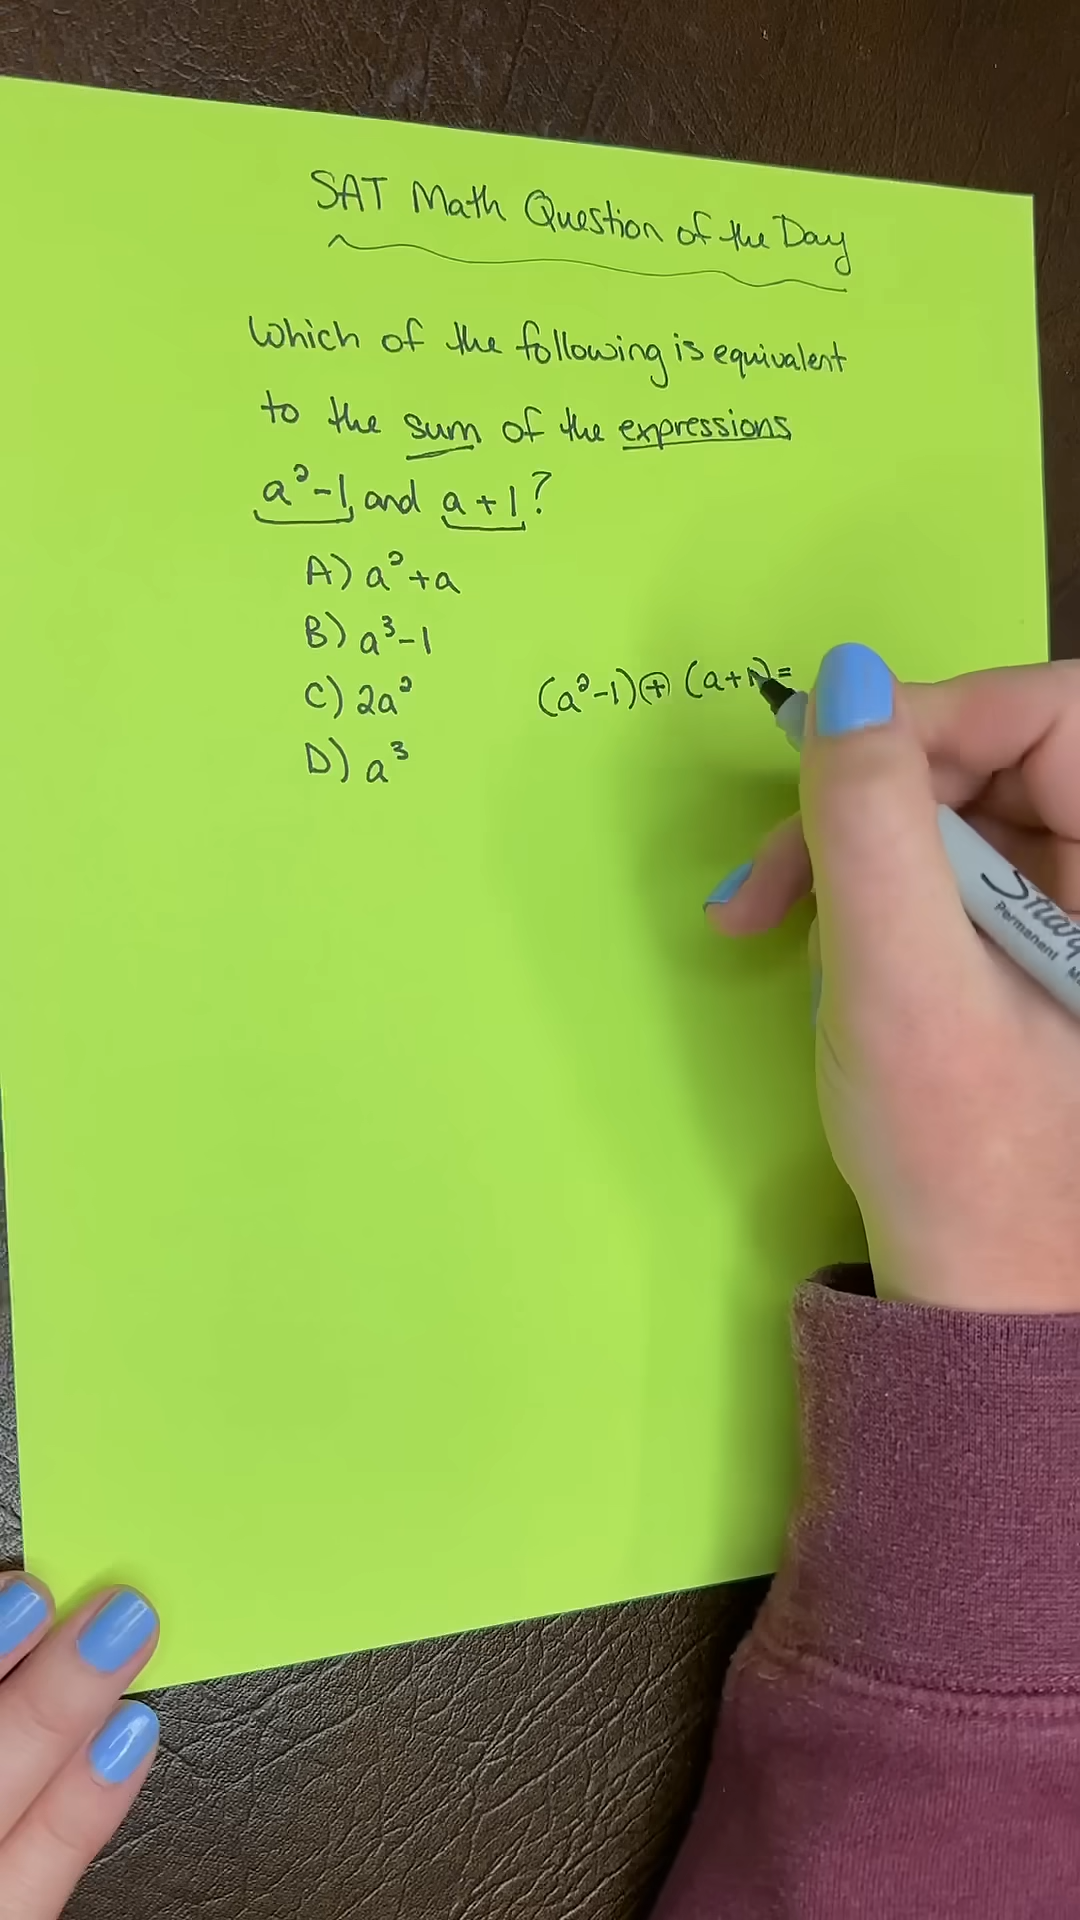 SAT Math Question of the Day
Which of the following is equivalent
to the sum of the expressions
a²-1 and a+1?
A) a²+a
B) a³-1
C) 2a²
(a²-1)+(a+1)=
D) a³
Permanent